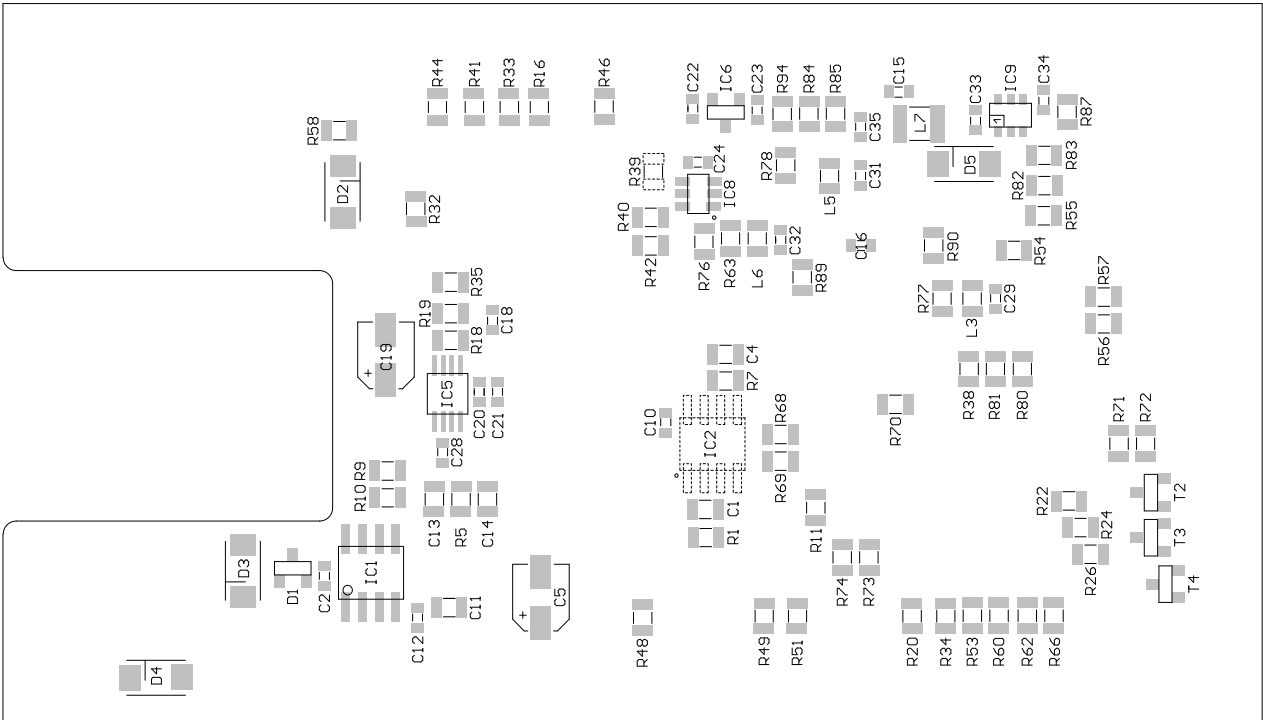 R44
R41
R33
R16
R46
C22
IC6
C23
R94
R84
R85
C15
C33
IC9
C34
R87
R58
L7
1
C35
D2
R32
R39
C24
IC8
R78
L5
C31
D5
R83
R82
R55
R40
R42
R76
R63
L6
C32
R89
C16
R90
R54
R35
R19
R18
C18
R77
L3
C29
R57
R56
C19
+
IC5
C20
C21
C4
R7
R38
R81
R80
C10
IC2
R68
R69
R70
R71
R72
C28
R9
R10
C13
R5
C14
C1
R1
R11
R22
R24
R26
T2
T3
T4
D3
D1
C2
IC1
C12
C11
+
C5
R74
R73
R48
R49
R51
R20
R34
R53
R60
R62
R66
D4